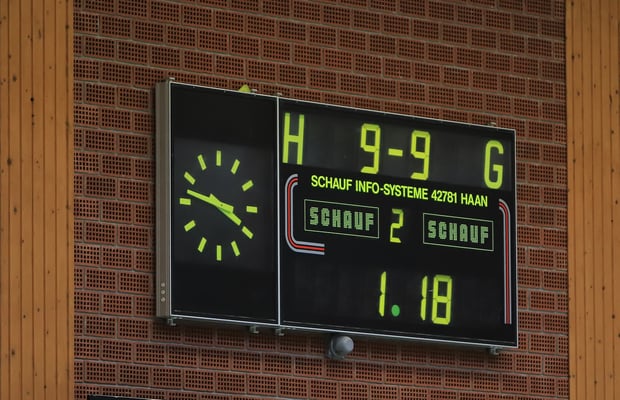 H 9-9 G
SCHAUF INFO-SYSTEME 42781 HAAN
SCHAUF 2 SCHAUF
1.18